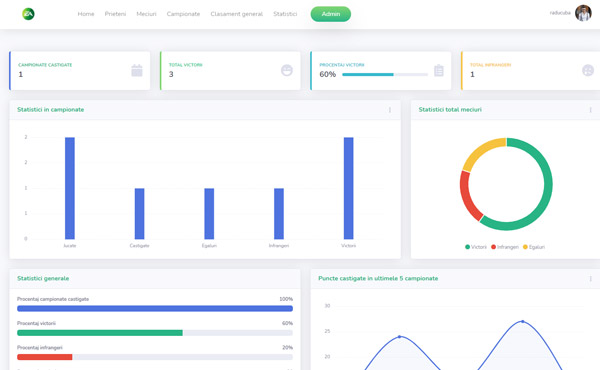 EA
Home Prieteni Meciuri Campionate Clasament general Statistici Admin
raducuba
CAMPIONATE CASTIGATE
1
TOTAL VICTORII
3
PROCENTAJ VICTORII
60%
TOTAL INFRANGERI
1
Statistici in campionate
2
2
1
1
0
Jucate Castigate Egaluri Infrangeri Victorii
Statistici total meciuri
Victorii Infrangeri Egaluri
Statistici generale
Procentaj campionate castigate 100%
Procentaj victorii 60%
Procentaj infrangeri 20%
Puncte castigate in ultimele 5 campionate
30
25
20